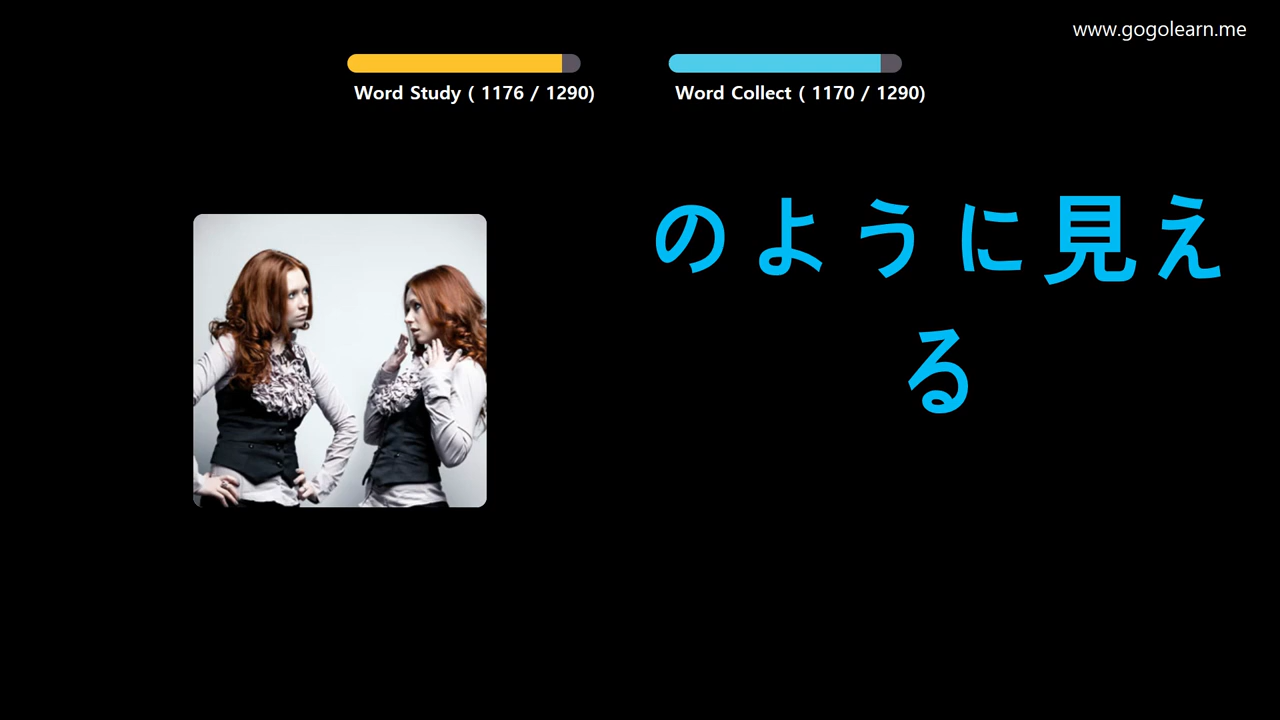 www.gogolearn.me
Word Study ( 1176 / 1290)
Word Collect ( 1170 / 1290)
のように見え
る